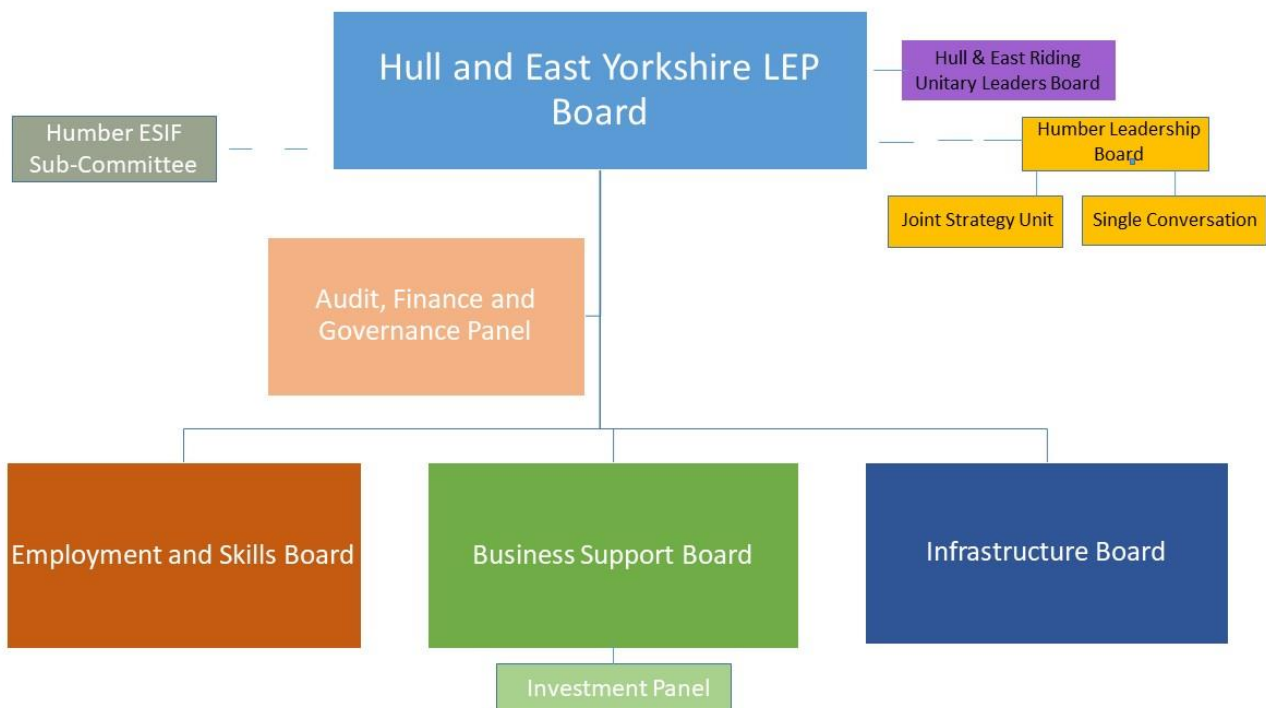 Hull and East Yorkshire LEP
Board
Hull & East Riding
Unitary Leaders Board
Humber ESIF
Sub-Committee
Humber Leadership
Board
Joint Strategy Unit
Single Conversation
Audit, Finance and
Governance Panel
Employment and Skills Board
Business Support Board
Infrastructure Board
Investment Panel